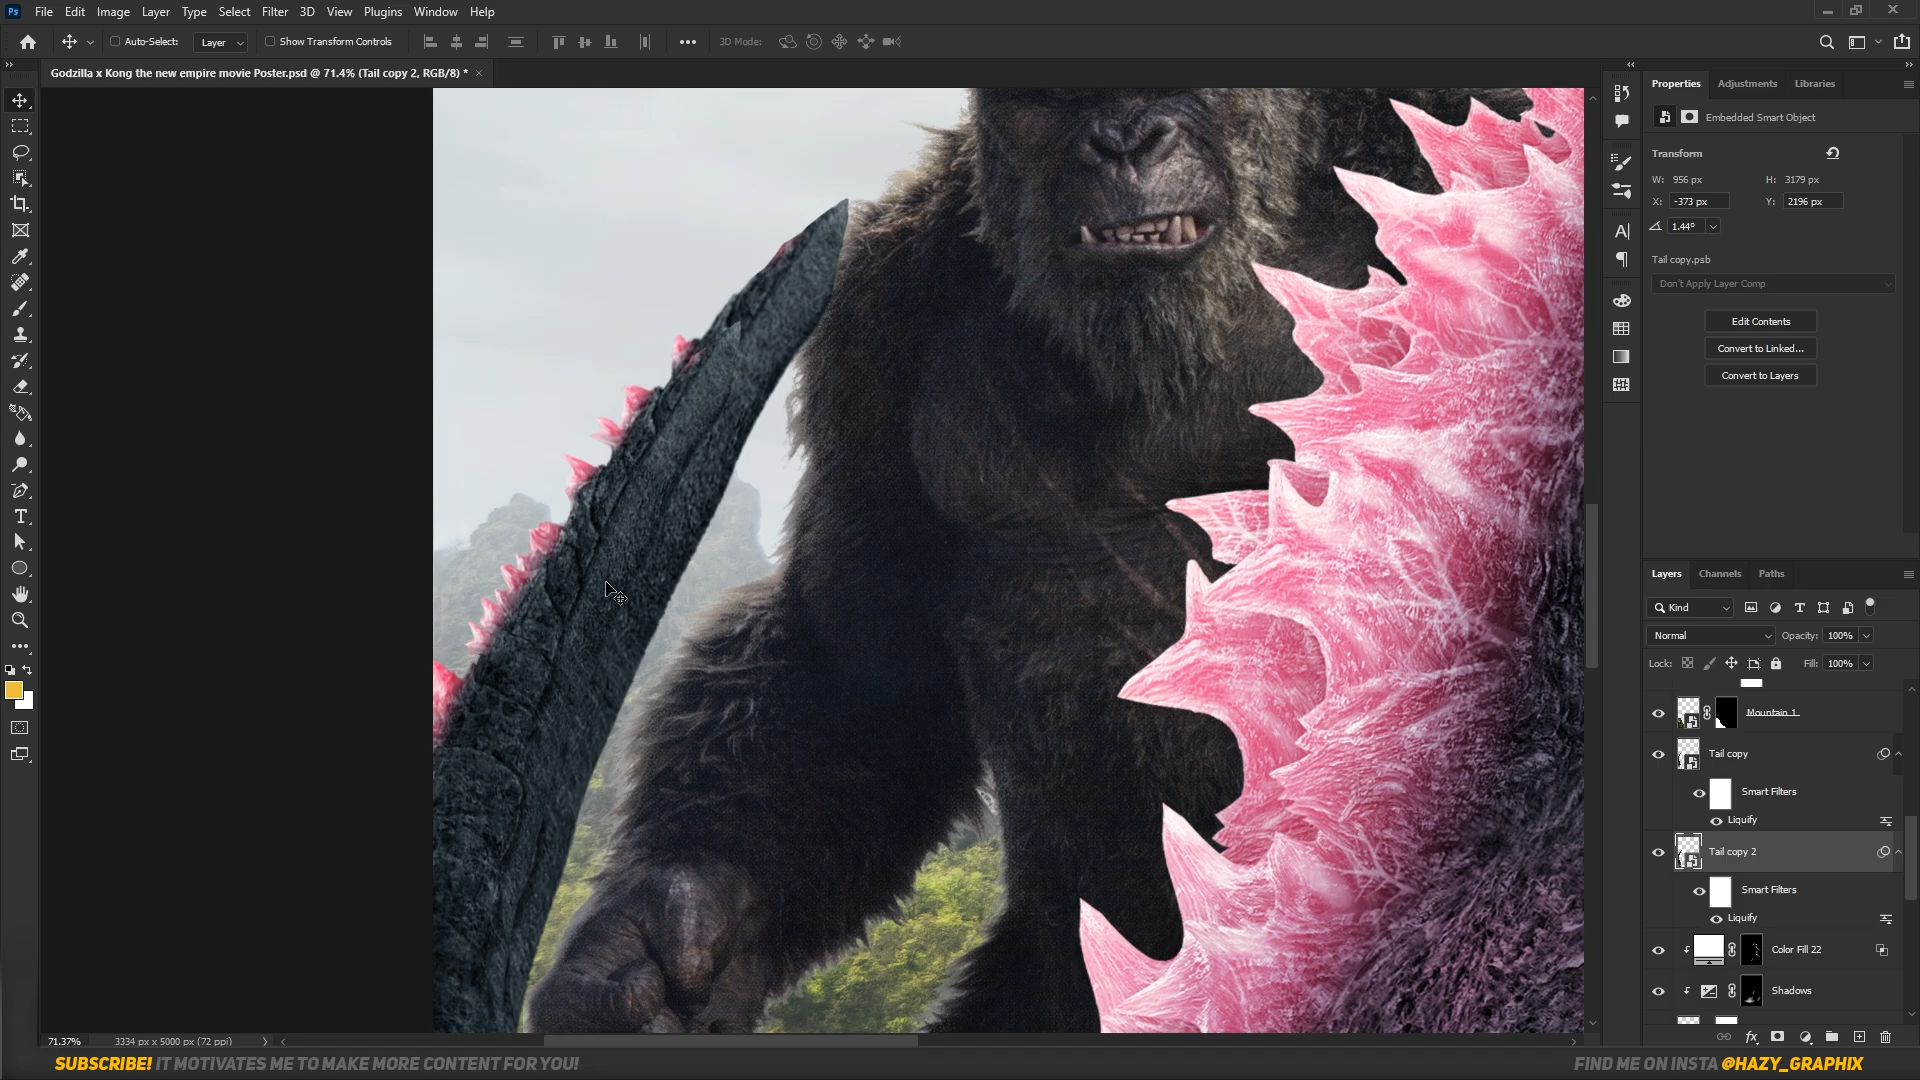 Ps File Edit Image Layer Type Select Filter 3D View Plugins Window Help
Auto-Select: Layer Show Transform Controls 3D Mode:
Godzilla x Kong the new empire movie Poster.psd @ 71.4% (Tail copy 2, RGB/8) *
Properties Adjustments Libraries
Embedded Smart Object
Transform
W: 956 px H: 3179 px
X: -373 px Y: 2196 px
1.44°
Tail copy.psb
Don't Apply Layer Comp
Edit Contents
Convert to Linked...
Convert to Layers
Layers Channels Paths
Kind
Normal Opacity: 100%
Lock: Fill: 100%
Mountain 1
Tail copy
Smart Filters
Liquify
Tail copy 2
Smart Filters
Liquify
Color Fill 22
Shadows
71.37% 3334 px x 5000 px (72 ppi)
SUBSCRIBE! IT MOTIVATES ME TO MAKE MORE CONTENT FOR YOU!
FIND ME ON INSTA @HAZY_GRAPHIX